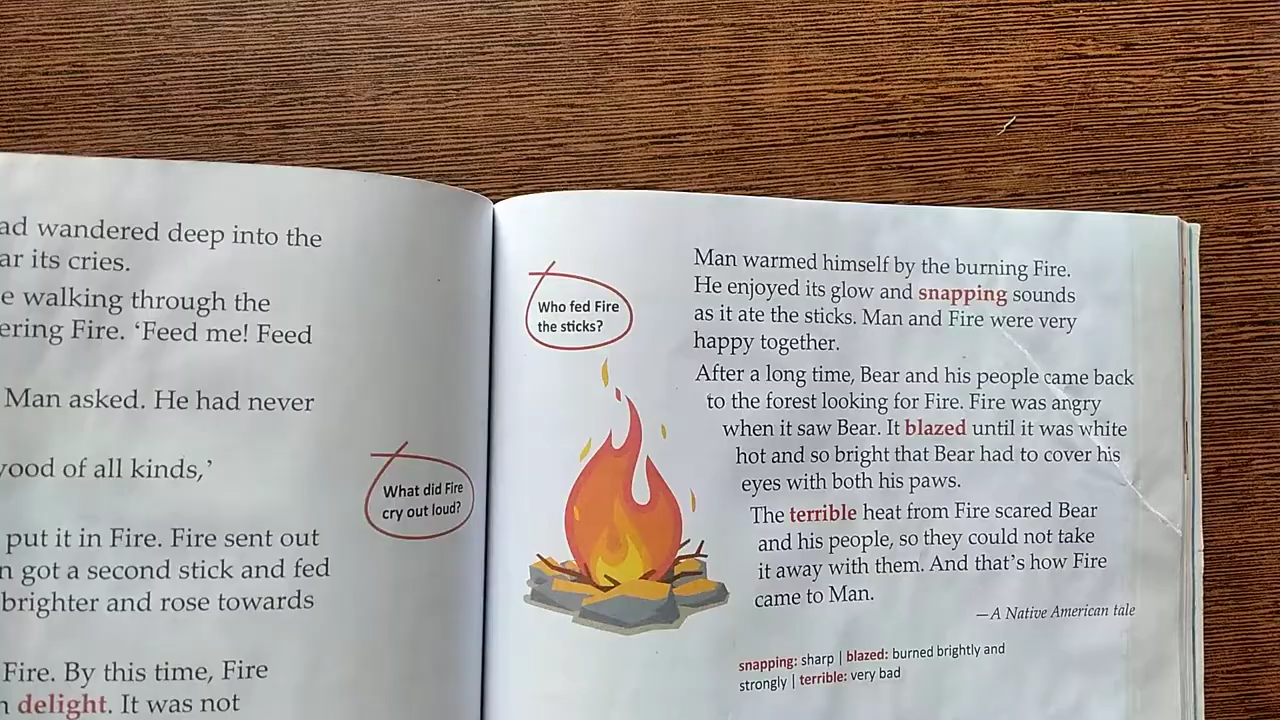 wandered deep into the
its cries.
walking through the
Fire. ‘Feed me! Feed
Man asked. He had never
of all kinds,’
What did Fire
cry out loud?
put it in Fire. Fire sent out
got a second stick and fed
brighter and rose towards
Fire. By this time, Fire
delight. It was not
Who fed Fire
the sticks?
Man warmed himself by the burning Fire.
He enjoyed its glow and snapping sounds
as it ate the sticks. Man and Fire were very
happy together.
After a long time, Bear and his people came back
to the forest looking for Fire. Fire was angry
when it saw Bear. It blazed until it was white
hot and so bright that Bear had to cover his
eyes with both his paws.
The terrible heat from Fire scared Bear
and his people, so they could not take
it away with them. And that’s how Fire
came to Man.
—A Native American tale
snapping: sharp | blazed: burned brightly and
strongly | terrible: very bad